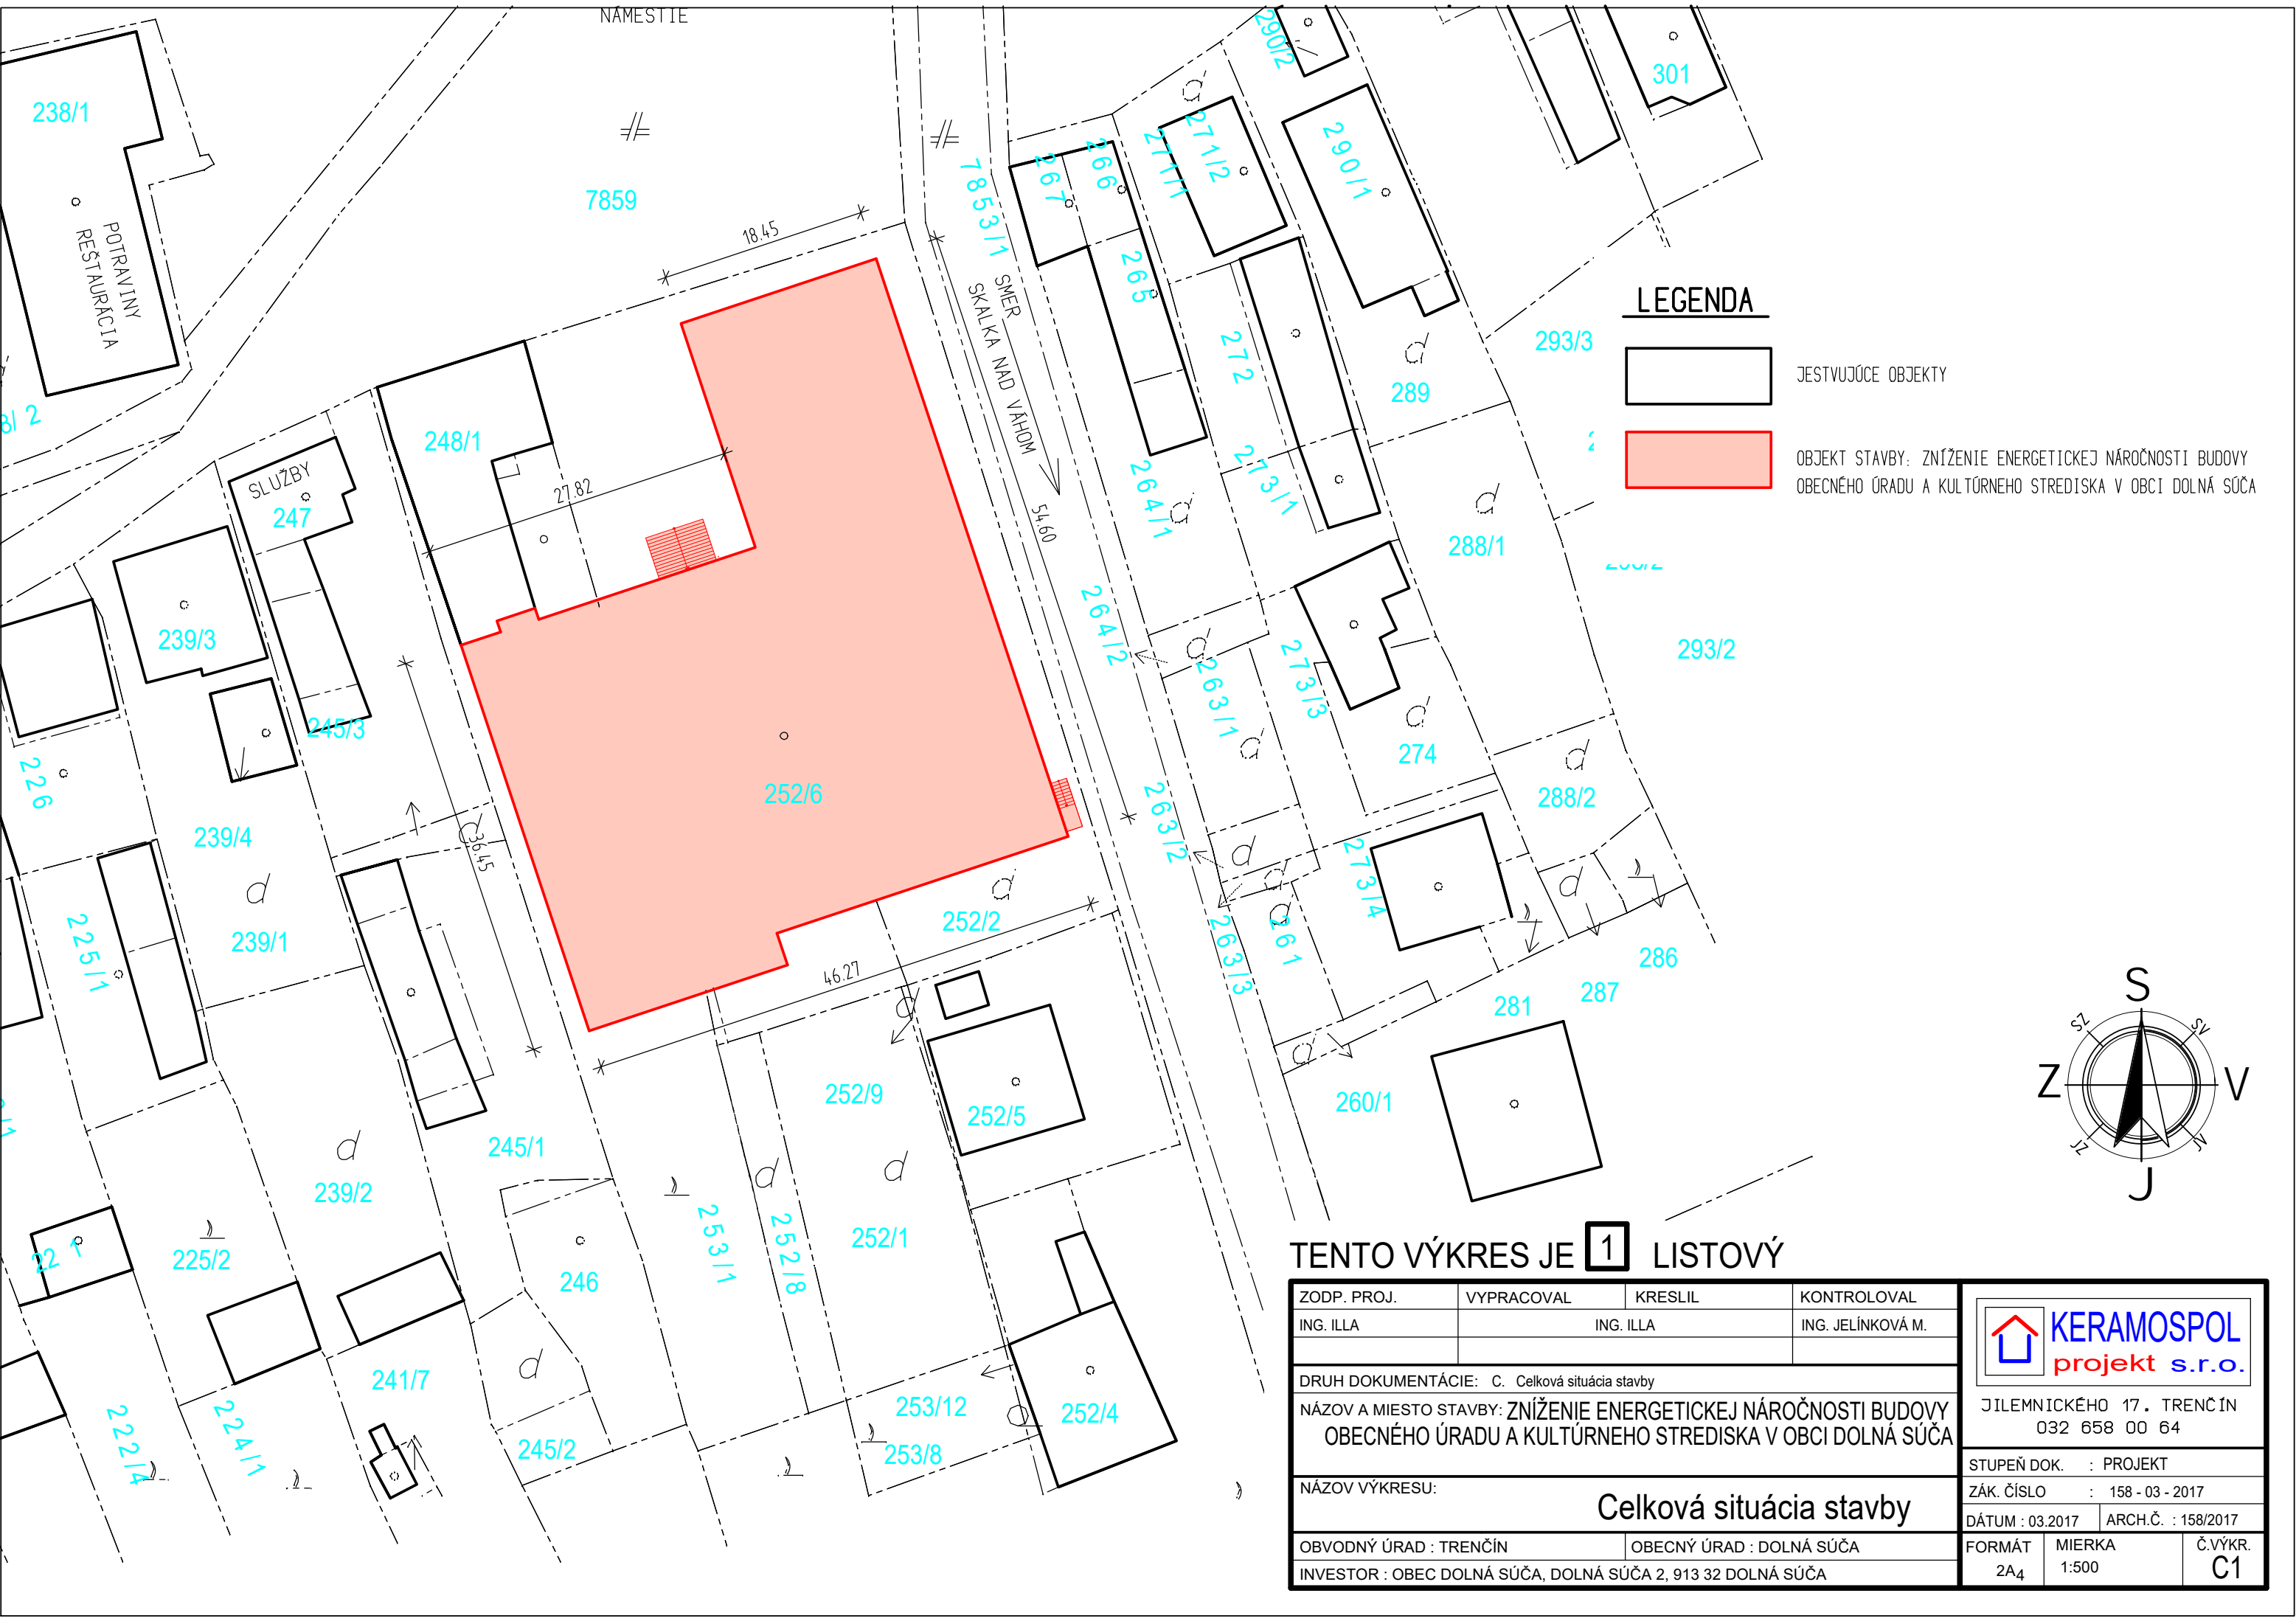 NÁMESTIE
238/1
POTRAVINY
REŠTAURÁCIA
7859
7853/1
18.45
SMER
SKALKA NAD VÁHOM
267
266
265
271/1
271/2
290/2
290/1
301
272
289
293/3
273/1
264/1
288/1
264/2
293/2
263/1
273/3
274
288/2
263/2
273/4
263/3
261
286
287
281
260/1
8/ 2
248/1
SLUŽBY
247
27.82
54.60
239/3
245/3
226
239/4
36.45
252/6
252/2
46.27
225/1
239/1
252/9
252/5
245/1
239/2
253/1
252/8
252/1
225/2
246
241/7
253/12
252/4
253/8
222/4
224/1
245/2
LEGENDA
JESTVUJÚCE OBJEKTY
OBJEKT STAVBY: ZNÍŽENIE ENERGETICKEJ NÁROČNOSTI BUDOVY
OBECNÉHO ÚRADU A KULTÚRNEHO STREDISKA V OBCI DOLNÁ SÚČA
S
SZ
SV
Z
V
JZ
JV
J
TENTO VÝKRES JE 1 LISTOVÝ
ZODP. PROJ. VYPRACOVAL KRESLIL KONTROLOVAL
ING. ILLA ING. ILLA ING. JELÍNKOVÁ M.
DRUH DOKUMENTÁCIE: C. Celková situácia stavby
NÁZOV A MIESTO STAVBY: ZNÍŽENIE ENERGETICKEJ NÁROČNOSTI BUDOVY
OBECNÉHO ÚRADU A KULTÚRNEHO STREDISKA V OBCI DOLNÁ SÚČA
NÁZOV VÝKRESU:
Celková situácia stavby
OBVODNÝ ÚRAD : TRENČÍN OBECNÝ ÚRAD : DOLNÁ SÚČA
INVESTOR : OBEC DOLNÁ SÚČA, DOLNÁ SÚČA 2, 913 32 DOLNÁ SÚČA
KERAMOSPOL
projekt s.r.o.
JILEMNICKÉHO 17. TRENČÍN
032 658 00 64
STUPEŇ DOK. : PROJEKT
ZÁK. ČÍSLO : 158 - 03 - 2017
DÁTUM : 03.2017 ARCH.Č. : 158/2017
FORMÁT MIERKA Č.VÝKR.
2A4 1:500 C1